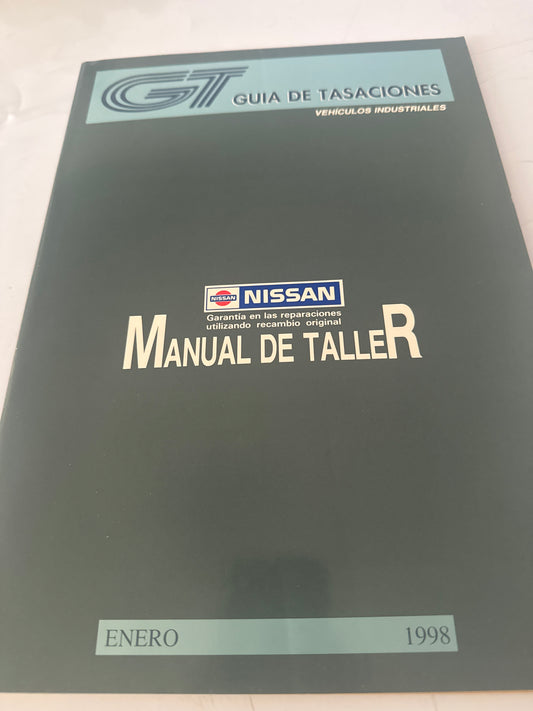 GT GUIA DE TASACIONES
VEHÍCULOS INDUSTRIALES
NISSAN NISSAN
Garantía en las reparaciones
utilizando recambio original
MANUAL DE TALLER
ENERO 1998